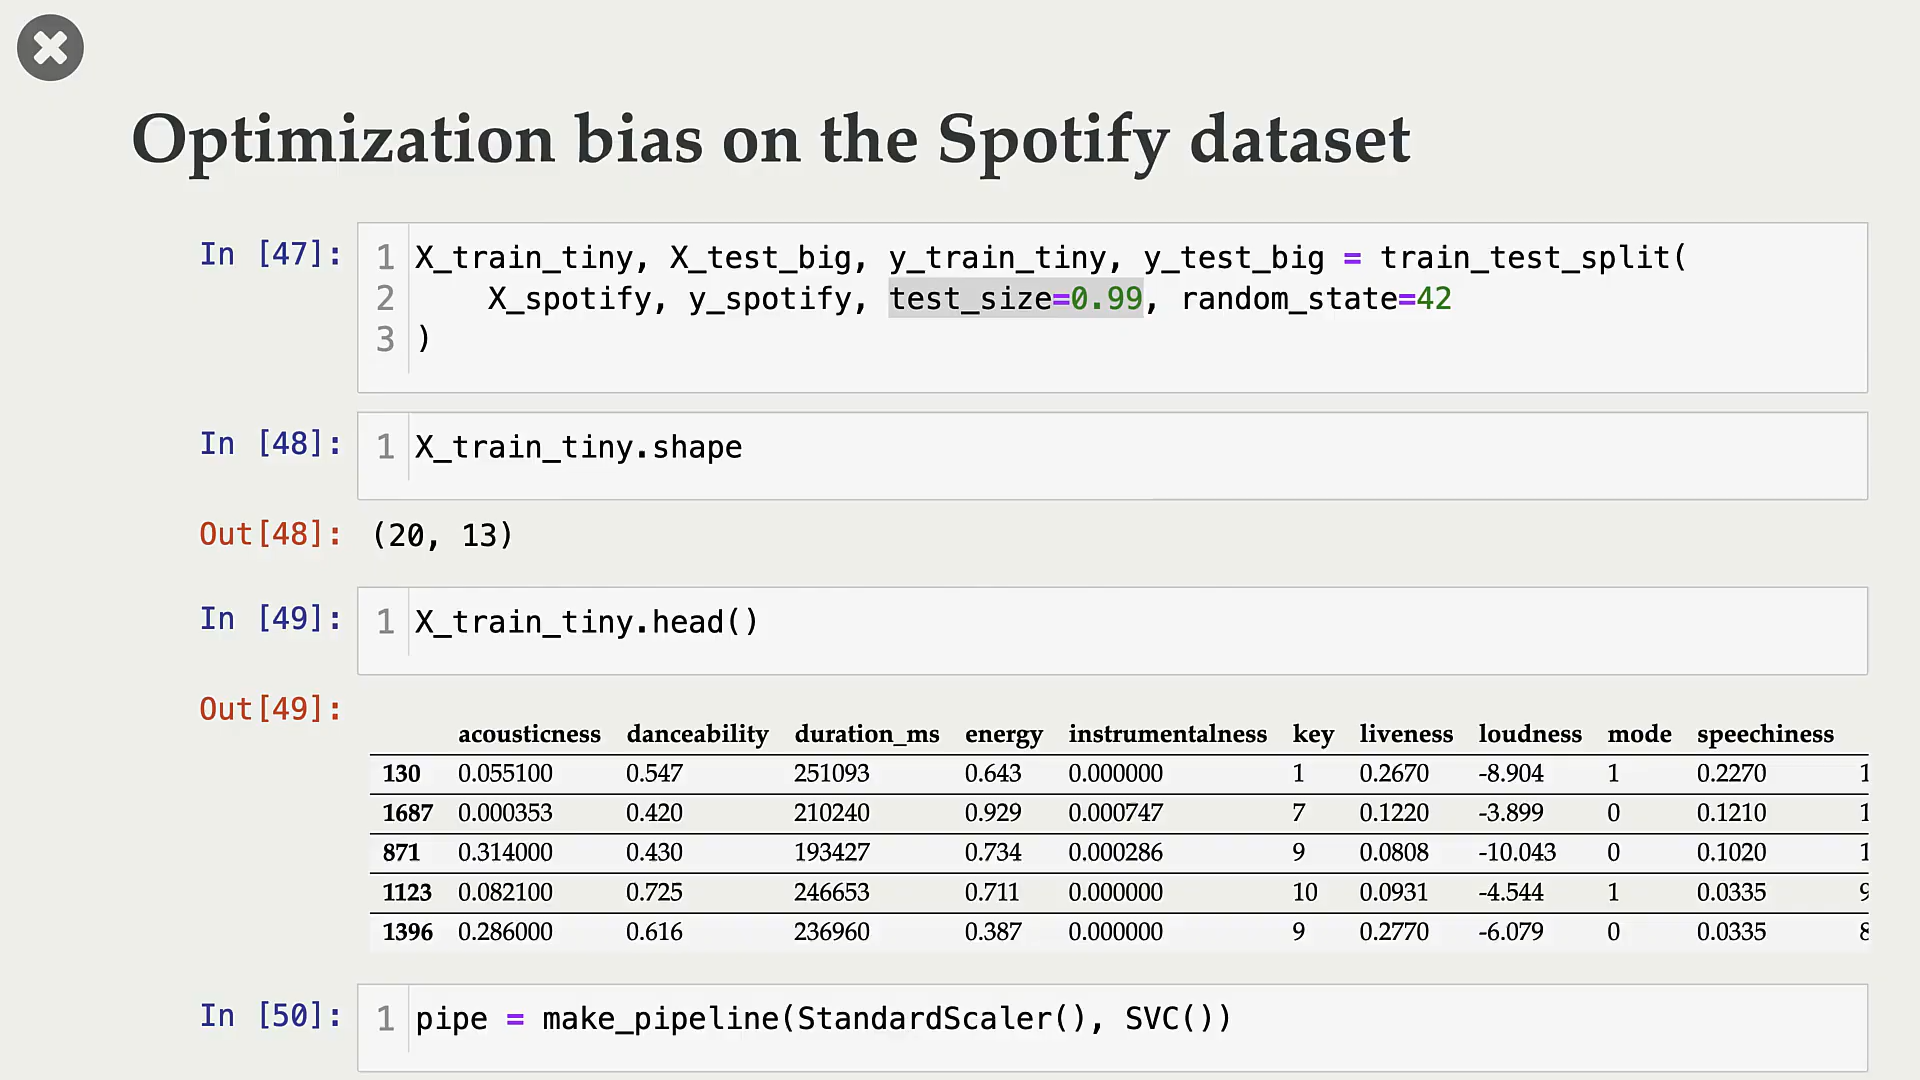 Optimization bias on the Spotify dataset
In [47]:
1 X_train_tiny, X_test_big, y_train_tiny, y_test_big = train_test_split(
2     X_spotify, y_spotify, test_size=0.99, random_state=42
3 )
In [48]:
1 X_train_tiny.shape
Out[48]: (20, 13)
In [49]:
1 X_train_tiny.head()
Out[49]:
acousticness danceability duration_ms energy instrumentalness key liveness loudness mode speechiness
130 0.055100 0.547 251093 0.643 0.000000 1 0.2670 -8.904 1 0.2270 1
1687 0.000353 0.420 210240 0.929 0.000747 7 0.1220 -3.899 0 0.1210 1
871 0.314000 0.430 193427 0.734 0.000286 9 0.0808 -10.043 0 0.1020 1
1123 0.082100 0.725 246653 0.711 0.000000 10 0.0931 -4.544 1 0.0335 9
1396 0.286000 0.616 236960 0.387 0.000000 9 0.2770 -6.079 0 0.0335 8
In [50]:
1 pipe = make_pipeline(StandardScaler(), SVC())